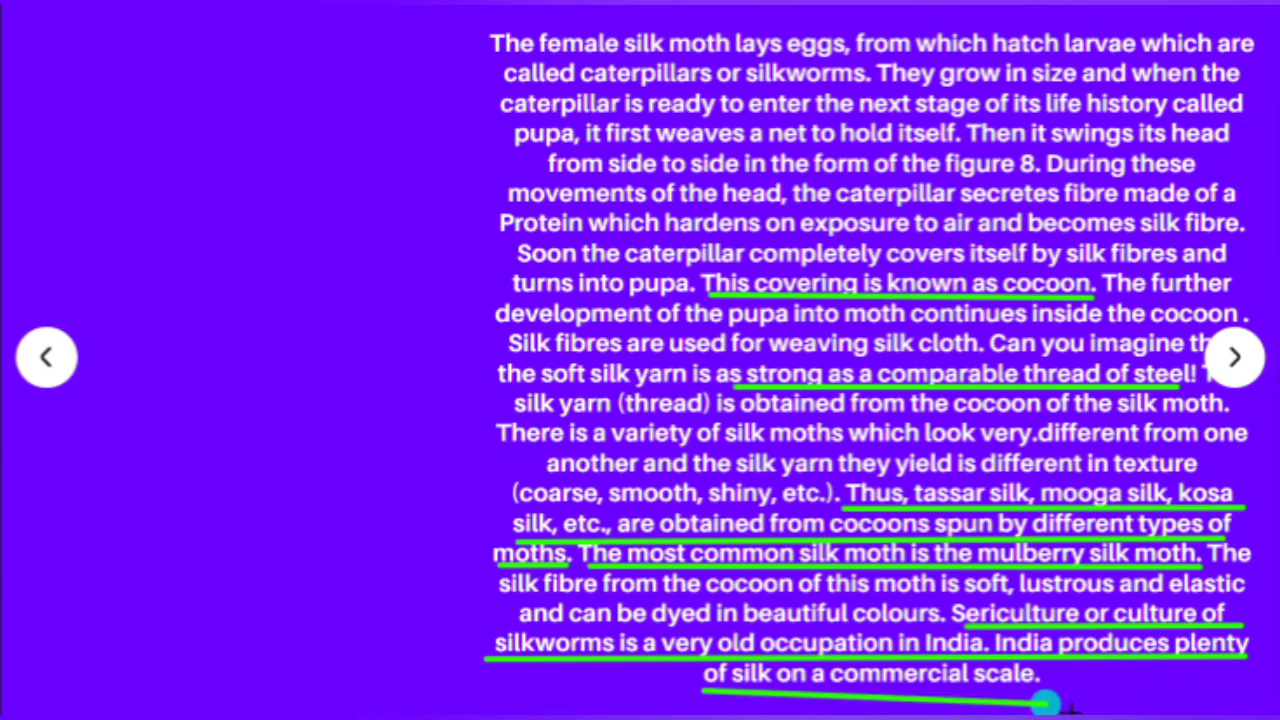 The female silk moth lays eggs, from which hatch larvae which are
called caterpillars or silkworms. They grow in size and when the
caterpillar is ready to enter the next stage of its life history called
pupa, it first weaves a net to hold itself. Then it swings its head
from side to side in the form of the figure 8. During these
movements of the head, the caterpillar secretes fibre made of a
Protein which hardens on exposure to air and becomes silk fibre.
Soon the caterpillar completely covers itself by silk fibres and
turns into pupa. This covering is known as cocoon. The further
development of the pupa into moth continues inside the cocoon .
Silk fibres are used for weaving silk cloth. Can you imagine
the soft silk yarn is as strong as a comparable thread of steel!
silk yarn (thread) is obtained from the cocoon of the silk moth.
There is a variety of silk moths which look very.different from one
another and the silk yarn they yield is different in texture
(coarse, smooth, shiny, etc.). Thus, tassar silk, mooga silk, kosa
silk, etc., are obtained from cocoons spun by different types of
moths. The most common silk moth is the mulberry silk moth. The
silk fibre from the cocoon of this moth is soft, lustrous and elastic
and can be dyed in beautiful colours. Sericulture or culture of
silkworms is a very old occupation in India. India produces plenty
of silk on a commercial scale.